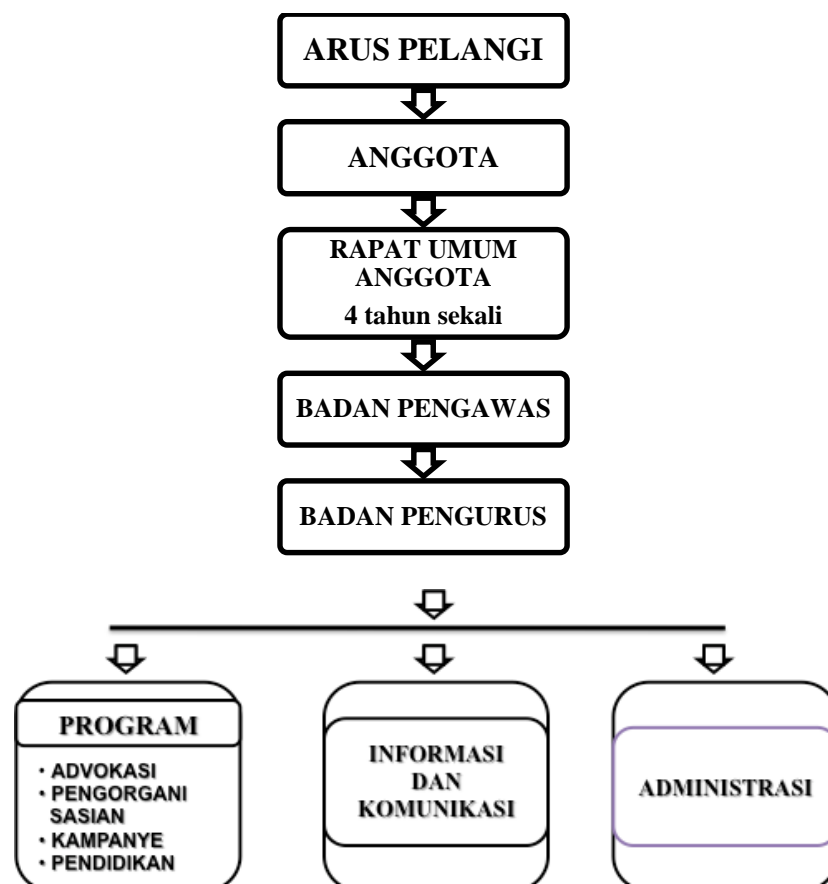 ARUS PELANGI
ANGGOTA
RAPAT UMUM
ANGGOTA
4 tahun sekali
BADAN PENGAWAS
BADAN PENGURUS
PROGRAM
• ADVOKASI
• PENGORGANI
SASIAN
• KAMPANYE
• PENDIDIKAN
INFORMASI
DAN
KOMUNIKASI
ADMINISTRASI